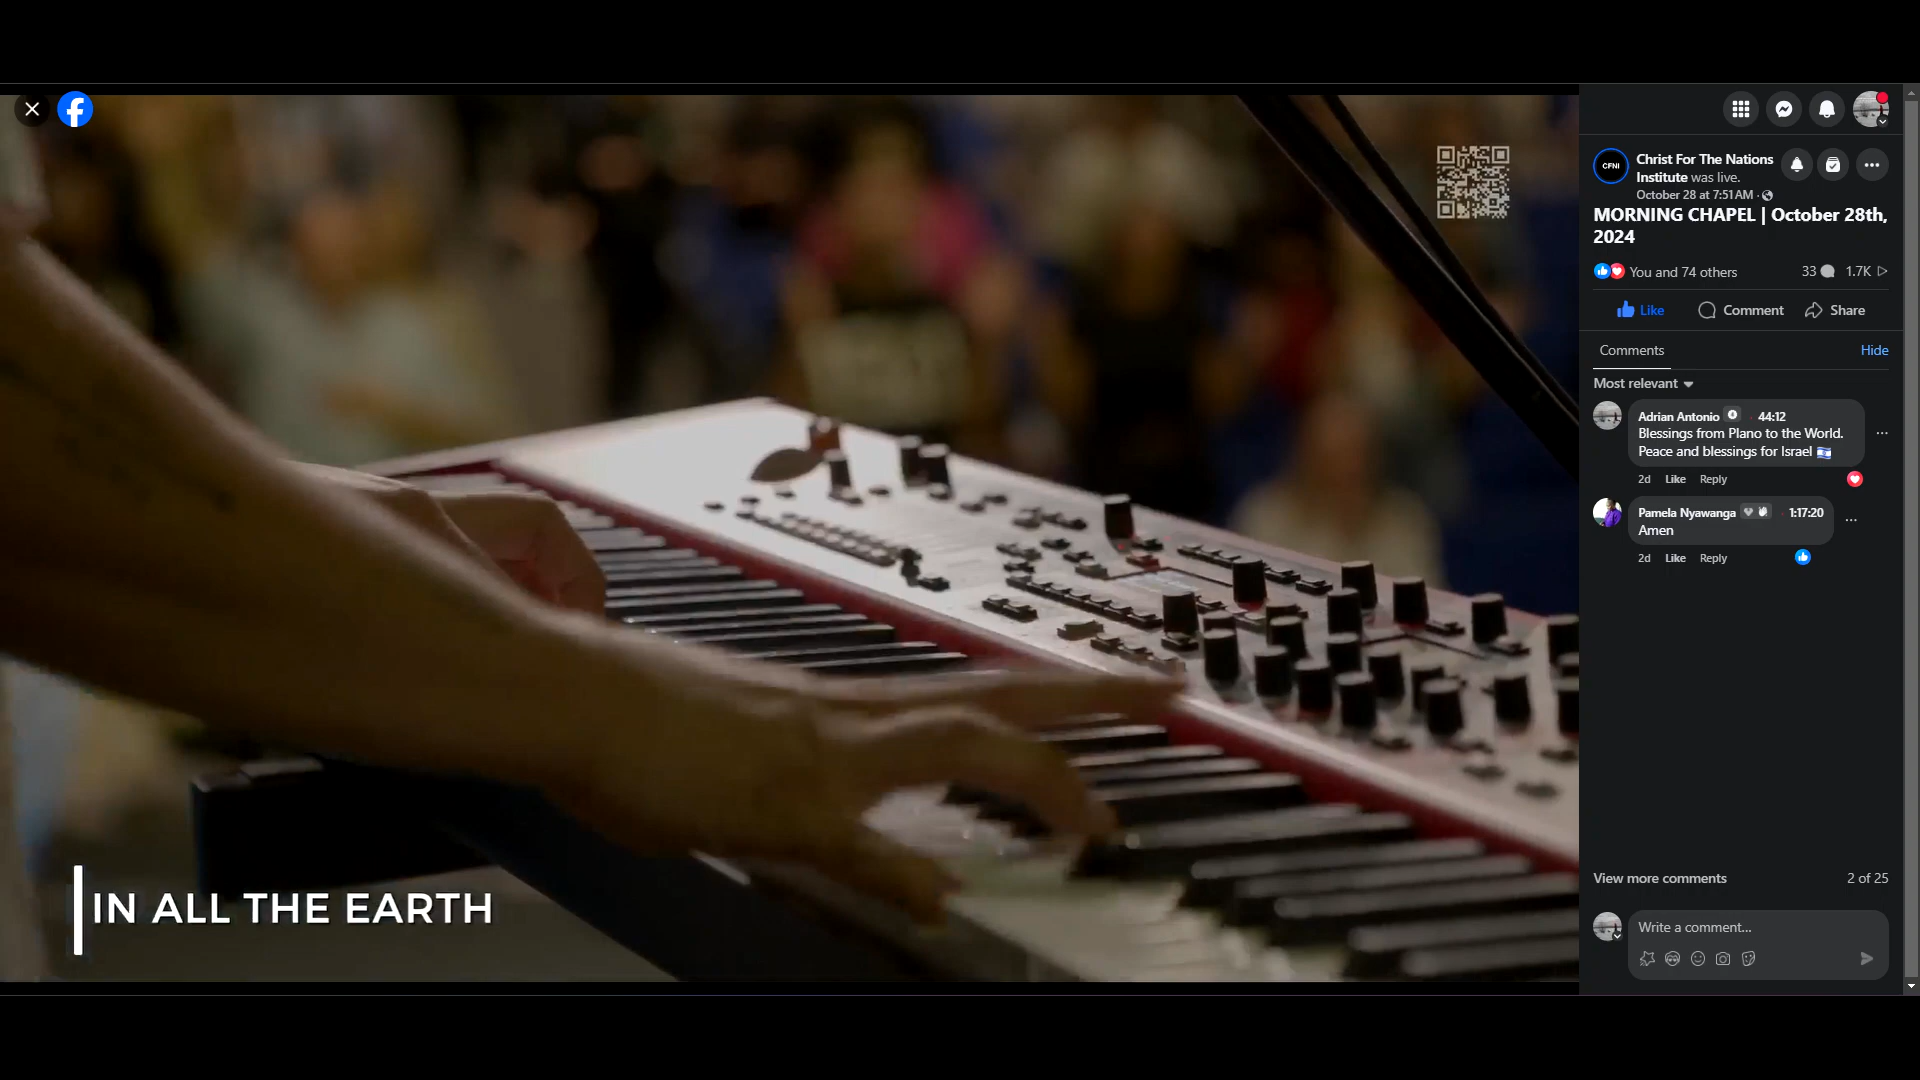 CFNI
Christ For The Nations
Institute was live.
October 28 at 7:51 AM ·
MORNING CHAPEL | October 28th,
2024
You and 74 others
33
1.7K
Like
Comment
Share
Comments
Hide
Most relevant
Adrian Antonio · 44:12
Blessings from Plano to the World.
Peace and blessings for Israel 🇮🇱
2d Like Reply
Pamela Nyawanga · 1:17:20
Amen
2d Like Reply
View more comments
2 of 25
Write a comment...
IN ALL THE EARTH